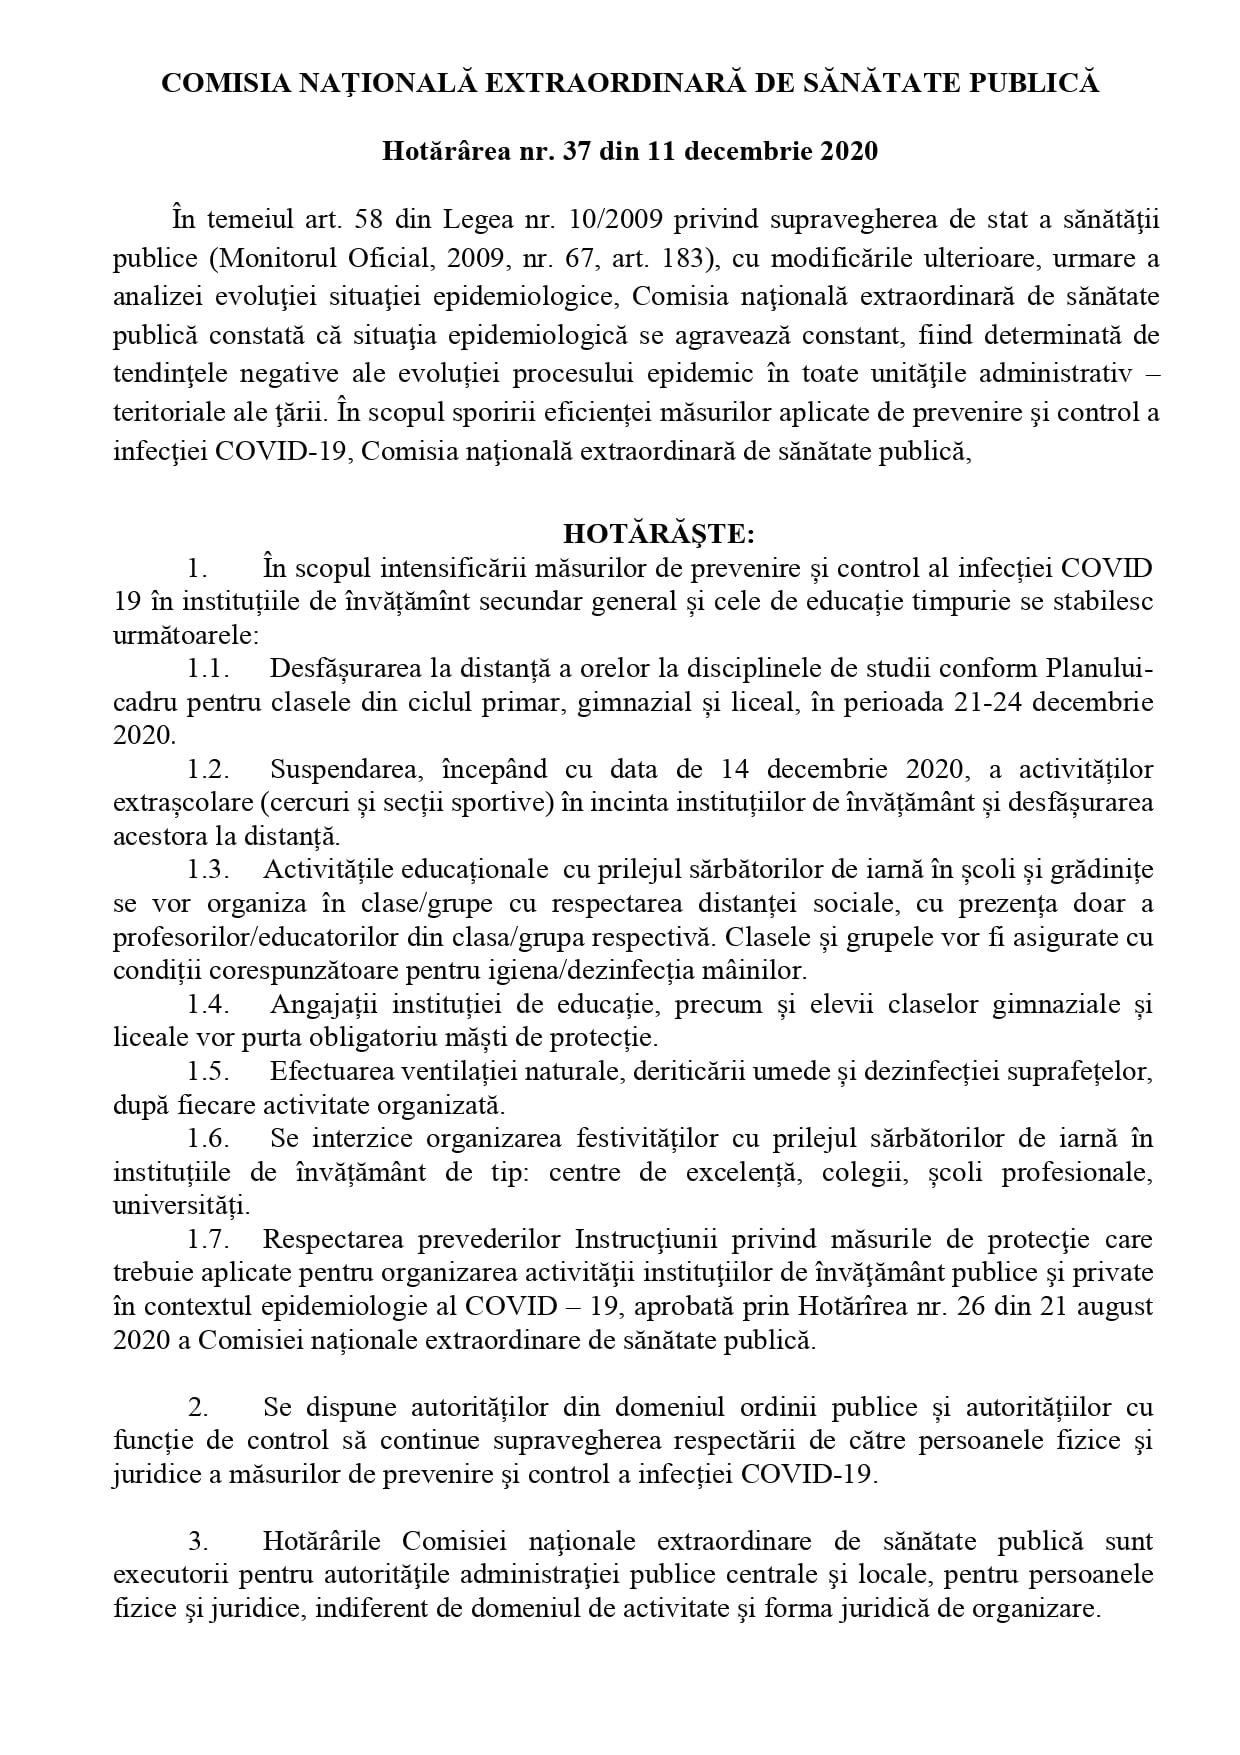 COMISIA NAŢIONALĂ EXTRAORDINARĂ DE SĂNĂTATE PUBLICĂ
Hotărârea nr. 37 din 11 decembrie 2020
În temeiul art. 58 din Legea nr. 10/2009 privind supravegherea de stat a sănătăţii
publice (Monitorul Oficial, 2009, nr. 67, art. 183), cu modificările ulterioare, urmare a
analizei evoluţiei situaţiei epidemiologice, Comisia naţională extraordinară de sănătate
publică constată că situaţia epidemiologică se agravează constant, fiind determinată de
tendinţele negative ale evoluției procesului epidemic în toate unităţile administrativ –
teritoriale ale ţării. În scopul sporirii eficienței măsurilor aplicate de prevenire şi control a
infecţiei COVID-19, Comisia naţională extraordinară de sănătate publică,
HOTĂRĂŞTE:
1. În scopul intensificării măsurilor de prevenire și control al infecției COVID
19 în instituțiile de învățămînt secundar general și cele de educație timpurie se stabilesc
următoarele:
1.1. Desfășurarea la distanță a orelor la disciplinele de studii conform Planului-
cadru pentru clasele din ciclul primar, gimnazial și liceal, în perioada 21-24 decembrie
2020.
1.2. Suspendarea, începând cu data de 14 decembrie 2020, a activităților
extrașcolare (cercuri și secții sportive) în incinta instituțiilor de învățământ și desfășurarea
acestora la distanță.
1.3. Activitățile educaționale cu prilejul sărbătorilor de iarnă în școli și grădinițe
se vor organiza în clase/grupe cu respectarea distanței sociale, cu prezența doar a
profesorilor/educatorilor din clasa/grupa respectivă. Clasele și grupele vor fi asigurate cu
condiții corespunzătoare pentru igiena/dezinfecția mâinilor.
1.4. Angajații instituției de educație, precum și elevii claselor gimnaziale și
liceale vor purta obligatoriu măști de protecție.
1.5. Efectuarea ventilației naturale, deriticării umede și dezinfecției suprafețelor,
după fiecare activitate organizată.
1.6. Se interzice organizarea festivităților cu prilejul sărbătorilor de iarnă în
instituțiile de învățământ de tip: centre de excelență, colegii, școli profesionale,
universități.
1.7. Respectarea prevederilor Instrucţiunii privind măsurile de protecţie care
trebuie aplicate pentru organizarea activităţii instituţiilor de învăţământ publice şi private
în contextul epidemiologie al COVID – 19, aprobată prin Hotărîrea nr. 26 din 21 august
2020 a Comisiei naționale extraordinare de sănătate publică.
2. Se dispune autorităților din domeniul ordinii publice și autoritățiilor cu
funcție de control să continue supravegherea respectării de către persoanele fizice şi
juridice a măsurilor de prevenire şi control a infecției COVID-19.
3. Hotărârile Comisiei naţionale extraordinare de sănătate publică sunt
executorii pentru autorităţile administraţiei publice centrale şi locale, pentru persoanele
fizice şi juridice, indiferent de domeniul de activitate şi forma juridică de organizare.